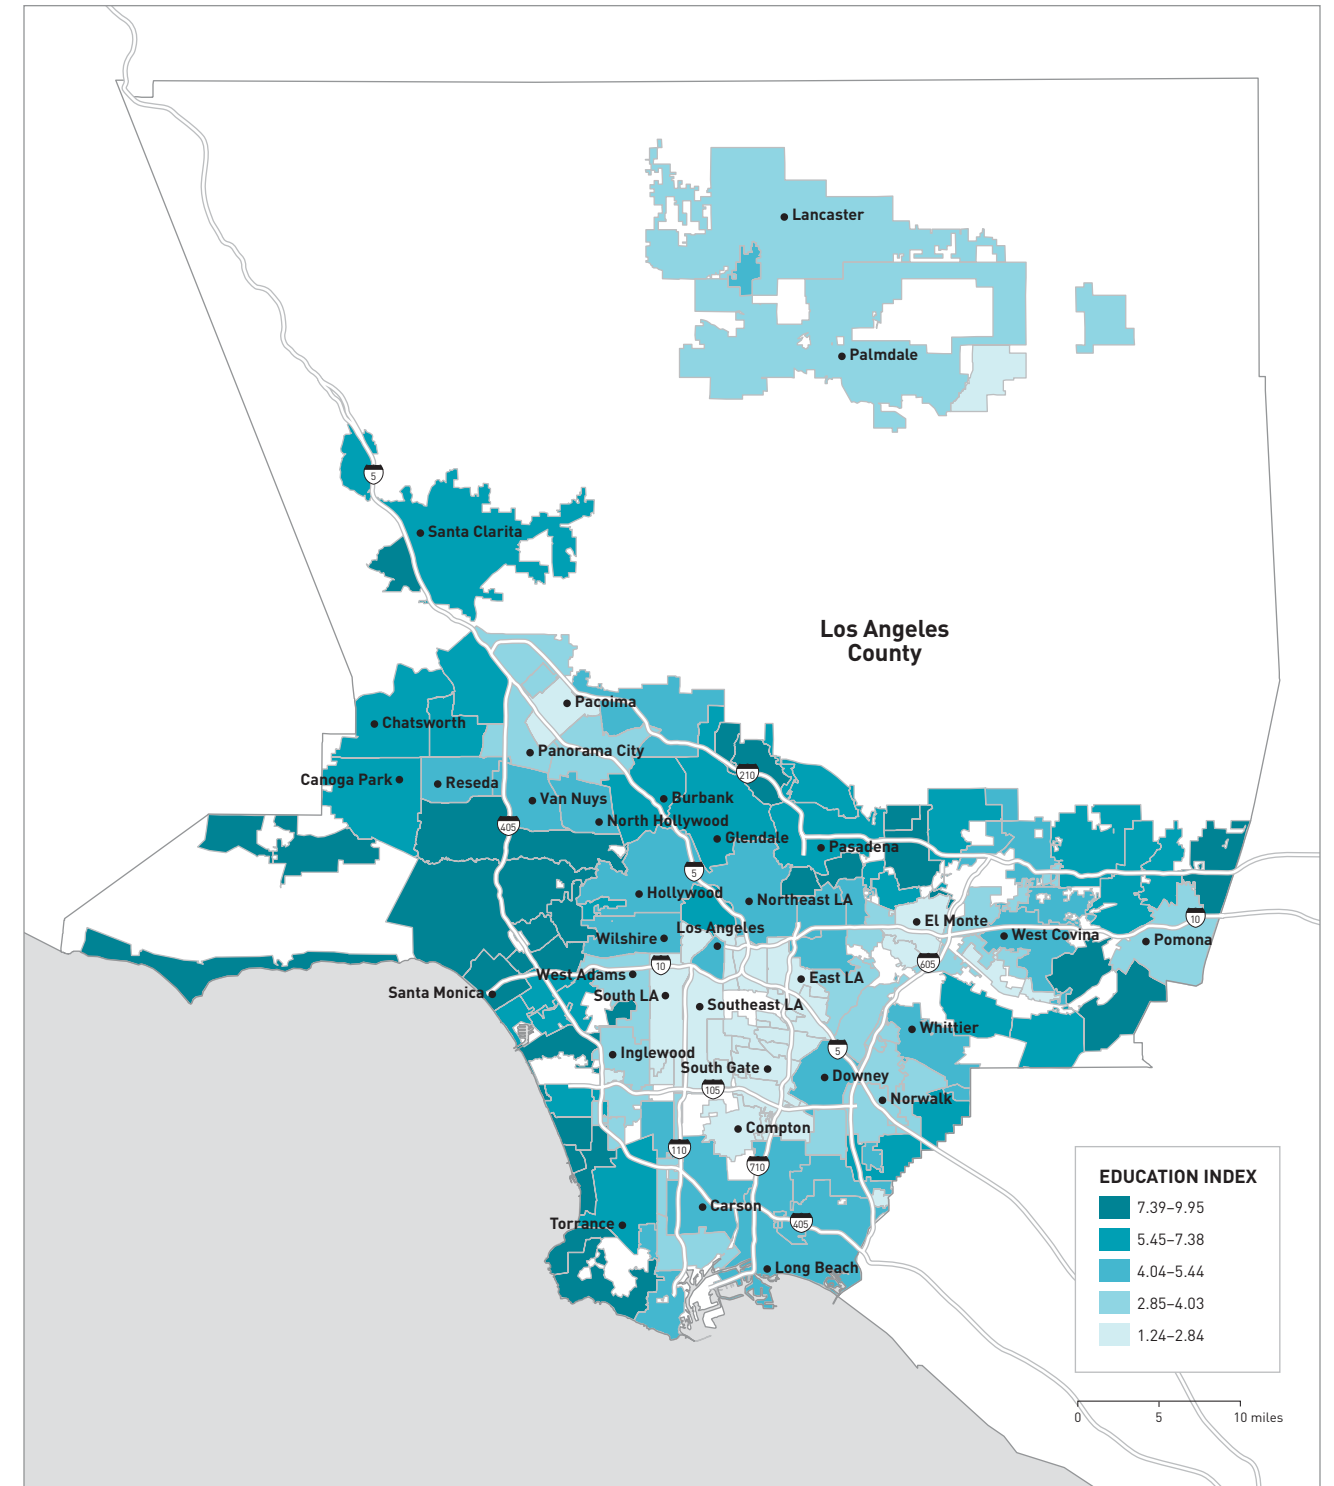 Lancaster
Palmdale
5
Santa Clarita
Los Angeles
County
Pacoima
Chatsworth
Panorama City
210
Canoga Park
Reseda
Van Nuys
Burbank
405
North Hollywood
Glendale
Pasadena
5
Hollywood
Northeast LA
El Monte
10
Los Angeles
Wilshire
West Covina
Pomona
10
605
West Adams
East LA
Santa Monica
South LA
Southeast LA
Whittier
Inglewood
5
South Gate
Downey
105
Norwalk
Compton
110
710
Carson
Torrance
405
Long Beach
EDUCATION INDEX
7.39–9.95
5.45–7.38
4.04–5.44
2.85–4.03
1.24–2.84
0 5 10 miles